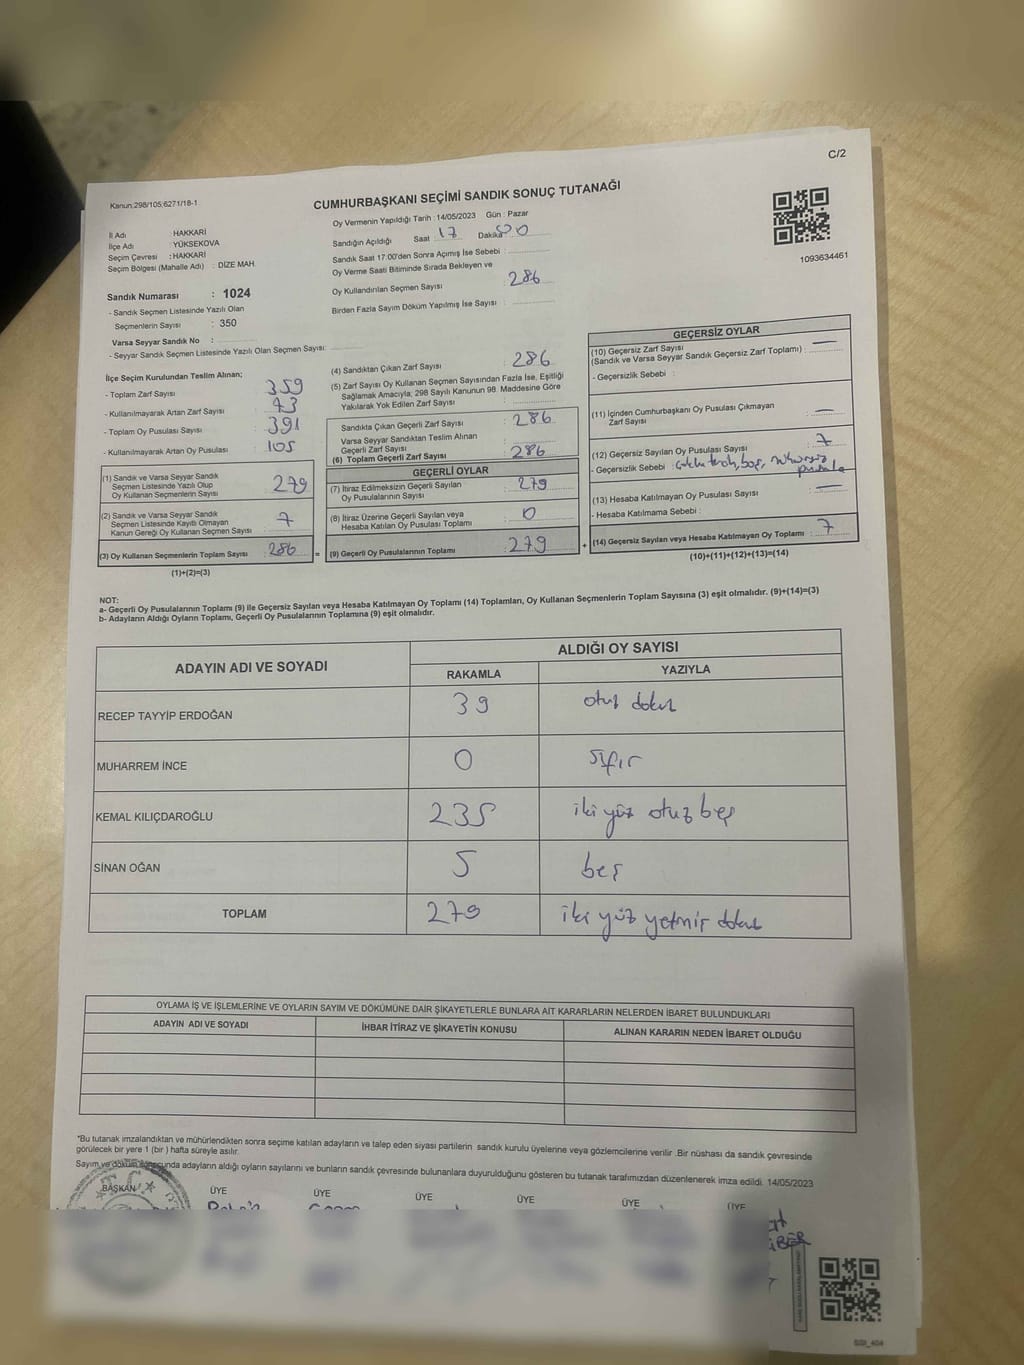 C/2
Kanun:298/105,6271/18-1
CUMHURBAŞKANI SEÇİMİ SANDIK SONUÇ TUTANAĞI
1093634461
İl Adı : HAKKARİ
İlçe Adı : YÜKSEKOVA
Seçim Çevresi : HAKKARİ
Seçim Bölgesi (Mahalle Adı) : DİZE MAH.
Sandık Numarası : 1024
- Sandık Seçmen Listesinde Yazılı Olan
Seçmenlerin Sayısı : 350
Varsa Seyyar Sandık No :
- Seyyar Sandık Seçmen Listesinde Yazılı Olan Seçmen Sayısı:
Oy Vermenin Yapıldığı Tarih : 14/05/2023 Gün : Pazar
Sandığın Açıldığı Saat 17 Dakika
Sandık Saat 17:00'den Sonra Açımış İse Sebebi :
Oy Verme Saati Bitiminde Sırada Bekleyen ve
Oy Kullandırılan Seçmen Sayısı : 286
Birden Fazla Sayım Döküm Yapılmış İse Sayısı :
İlçe Seçim Kurulundan Teslim Alınan;
- Toplam Zarf Sayısı : 359
- Kullanılmayarak Artan Zarf Sayısı : 73
- Toplam Oy Pusulası Sayısı : 391
- Kullanılmayarak Artan Oy Pusulası : 105
(1) Sandık ve Varsa Seyyar Sandık
Seçmen Listesinde Yazılı Olup
Oy Kullanan Seçmenlerin Sayısı : 279
(2) Sandık ve Varsa Seyyar Sandık
Seçmen Listesinde Kayıtlı Olmayan
Kanun Gereği Oy Kullanan Seçmen Sayısı : 7
(3) Oy Kullanan Seçmenlerin Toplam Sayısı : 286
(1)+(2)=(3)
=
(4) Sandıktan Çıkan Zarf Sayısı : 286
(5) Zarf Sayısı Oy Kullanan Seçmen Sayısından Fazla İse, Eşitliği
Sağlamak Amacıyla; 298 Sayılı Kanunun 98. Maddesine Göre
Yakılarak Yok Edilen Zarf Sayısı :
Sandıkta Çıkan Geçerli Zarf Sayısı : 286
Varsa Seyyar Sandıktan Teslim Alınan
Geçerli Zarf Sayısı :
(6) Toplam Geçerli Zarf Sayısı : 286
GEÇERLİ OYLAR
(7) İtiraz Edilmeksizin Geçerli Sayılan
Oy Pusulalarının Sayısı : 279
(8) İtiraz Üzerine Geçerli Sayılan veya
Hesaba Katılan Oy Pusulası Toplamı : 0
(9) Geçerli Oy Pusulalarının Toplamı : 279
+
GEÇERSİZ OYLAR
(10) Geçersiz Zarf Sayısı
(Sandık ve Varsa Seyyar Sandık Geçersiz Zarf Toplamı) : —
- Geçersizlik Sebebi :
(11) İçinden Cumhurbaşkanı Oy Pusulası Çıkmayan
Zarf Sayısı : —
(12) Geçersiz Sayılan Oy Pusulası Sayısı : 7
- Geçersizlik Sebebi : boş, mühürsüz
pusula
(13) Hesaba Katılmayan Oy Pusulası Sayısı : —
- Hesaba Katılmama Sebebi :
(14) Geçersiz Sayılan veya Hesaba Katılmayan Oy Toplamı : 7
(10)+(11)+(12)+(13)=(14)
NOT:
a- Geçerli Oy Pusulalarının Toplamı (9) ile Geçersiz Sayılan veya Hesaba Katılmayan Oy Toplamı (14) Toplamları, Oy Kullanan Seçmenlerin Toplam Sayısına (3) eşit olmalıdır. (9)+(14)=(3)
b- Adayların Aldığı Oyların Toplamı, Geçerli Oy Pusulalarının Toplamına (9) eşit olmalıdır.
ADAYIN ADI VE SOYADI
ALDIĞI OY SAYISI
RAKAMLA YAZIYLA
RECEP TAYYİP ERDOĞAN 39 otuz dokuz
MUHARREM İNCE 0 sıfır
KEMAL KILIÇDAROĞLU 235 iki yüz otuz beş
SİNAN OĞAN 5 beş
TOPLAM 279 iki yüz yetmiş dokuz
OYLAMA İŞ VE İŞLEMLERİNE VE OYLARIN SAYIM VE DÖKÜMÜNE DAİR ŞİKAYETLERLE BUNLARA AİT KARARLARIN NELERDEN İBARET BULUNDUKLARI
ADAYIN ADI VE SOYADI İHBAR İTİRAZ VE ŞİKAYETİN KONUSU ALINAN KARARIN NEDEN İBARET OLDUĞU
*Bu tutanak imzalandıktan ve mühürlendikten sonra seçime katılan adayların ve talep eden siyasi partilerin sandık kurulu üyelerine veya gözlemcilerine verilir .Bir nüshası da sandık çevresinde
görülecek bir yere 1 (bir ) hafta süreyle asılır.
Sayım ve döküm sonucunda adayların aldığı oyların sayılarını ve bunların sandık çevresinde bulunanlara duyurulduğunu gösteren bu tutanak tarafımızdan düzenlenerek imza edildi. 14/05/2023
BAŞKAN ÜYE ÜYE ÜYE ÜYE ÜYE ÜYE